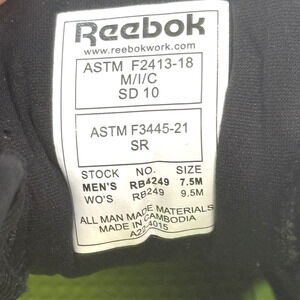 Reebok
www.reebokwork.com
ASTM F2413-18
M/I/C
SD 10
ASTM F3445-21
SR
STOCK NO. SIZE
MEN'S RB4249 7.5M
WO'S RB249 9.5M
ALL MAN MADE MATERIALS
MADE IN CAMBODIA